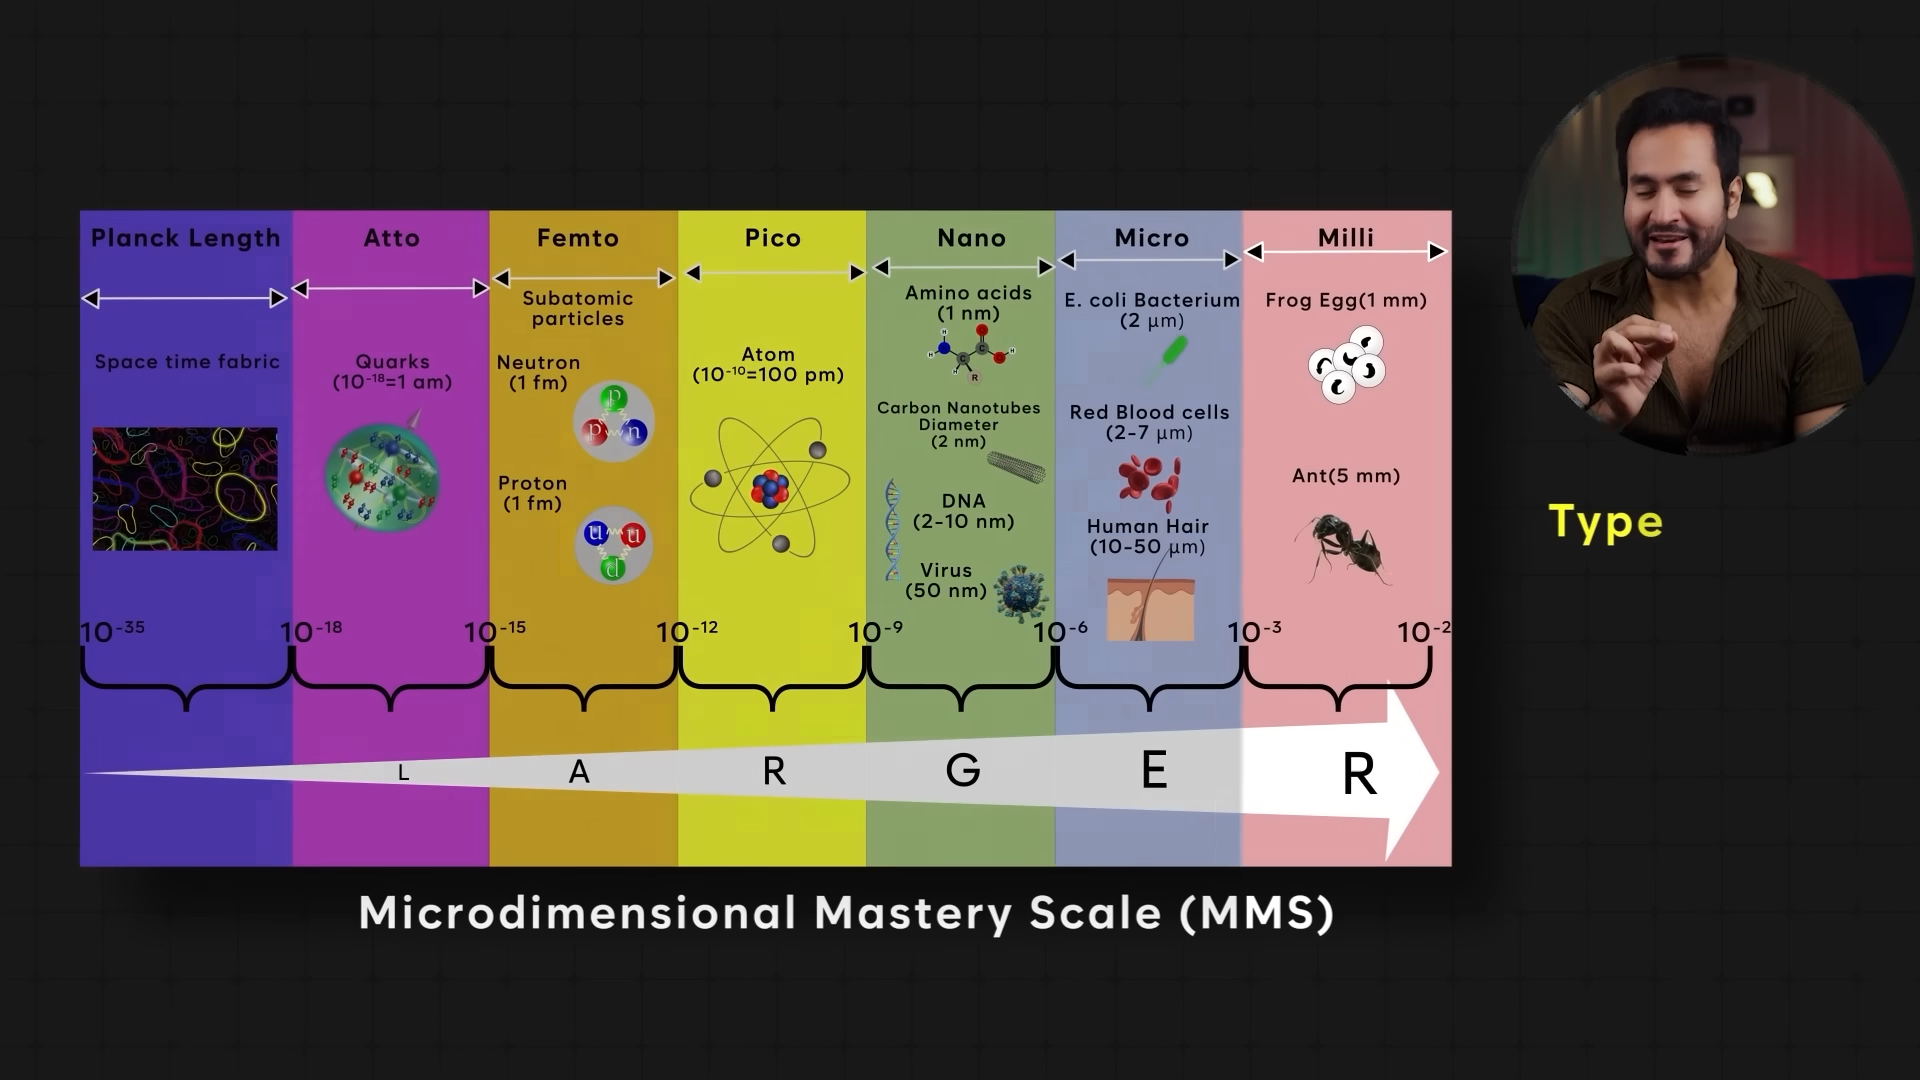 Planck Length
Space time fabric
10-35
Atto
Quarks
(10-18=1 am)
10-18
Femto
Subatomic
particles
Neutron
(1 fm)
p
p n
Proton
(1 fm)
u u
d
10-15
Pico
Atom
(10-10=100 pm)
10-12
Nano
Amino acids
(1 nm)
H O
H N C C O H
H R
Carbon Nanotubes
Diameter
(2 nm)
DNA
(2-10 nm)
Virus
(50 nm)
10-9
Micro
E. coli Bacterium
(2 μm)
Red Blood cells
(2-7 μm)
Human Hair
(10-50 μm)
10-6
Milli
Frog Egg(1 mm)
Ant(5 mm)
10-3
10-2
L A R G E R
Microdimensional Mastery Scale (MMS)
Type